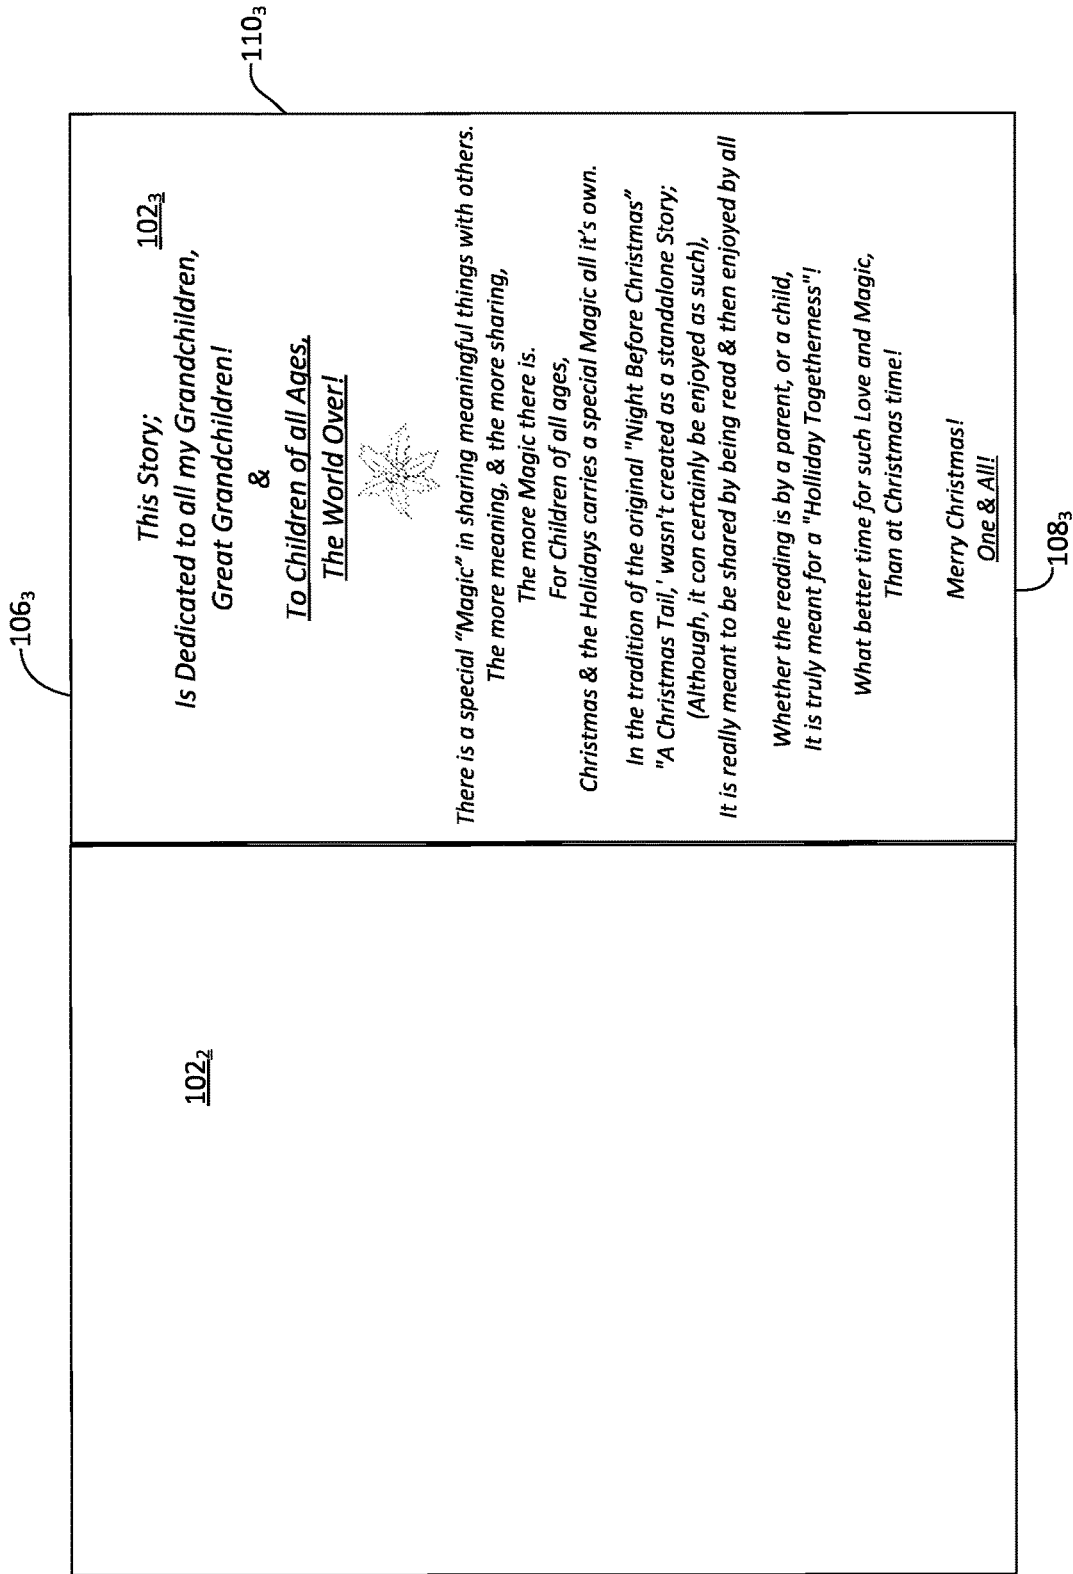 106₃
110₃
102₂
102₃
This Story;
Is Dedicated to all my Grandchildren,
Great Grandchildren!
&
To Children of all Ages,
The World Over!
There is a special “Magic” in sharing meaningful things with others.
The more meaning, & the more sharing,
The more Magic there is.
For Children of all ages,
Christmas & the Holidays carries a special Magic all it's own.
In the tradition of the original "Night Before Christmas”
"A Christmas Tail,' wasn't created as a standalone Story;
(Although, it con certainly be enjoyed as such),
It is really meant to be shared by being read & then enjoyed by all
Whether the reading is by a parent, or a child,
It is truly meant for a "Holliday Togetherness"!
What better time for such Love and Magic,
Than at Christmas time!
Merry Christmas!
One & All!
108₃